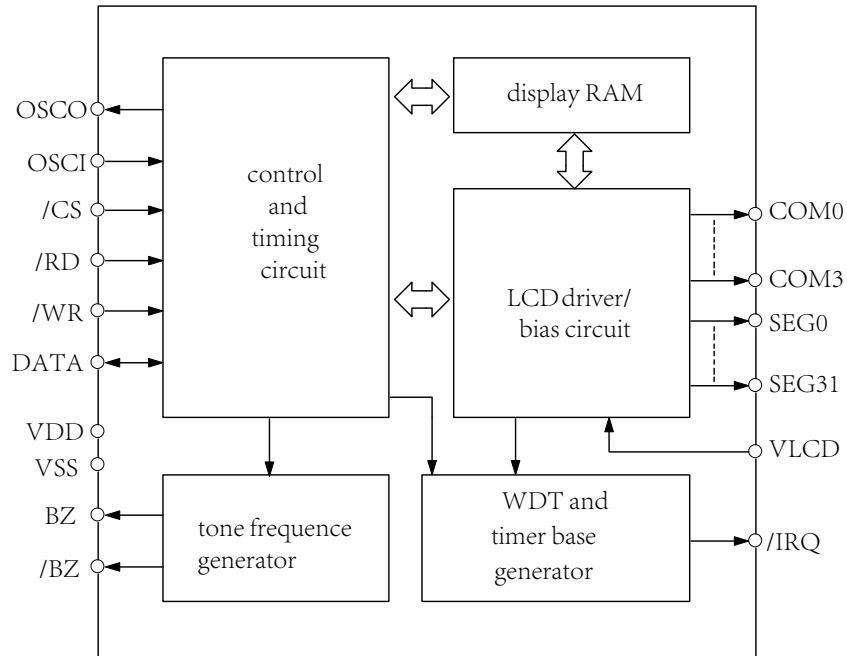 OSCO
OSCI
/CS
/RD
/WR
DATA
VDD
VSS
BZ
/BZ
control
and
timing
circuit
display RAM
LCD driver/
bias circuit
tone frequence
generator
WDT and
timer base
generator
COM0
COM3
SEG0
SEG31
VLCD
/IRQ